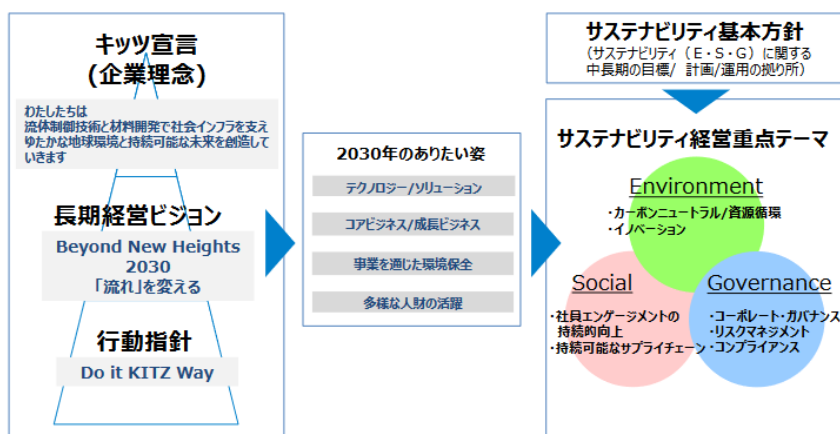 キッツ宣言
(企業理念)
わたしたちは
流体制御技術と材料開発で社会インフラを支え
ゆたかな地球環境と持続可能な未来を創造して
いきます
長期経営ビジョン
Beyond New Heights
2030
「流れ」を変える
行動指針
Do it KITZ Way
2030年のありたい姿
テクノロジー/ソリューション
コアビジネス/成長ビジネス
事業を通じた環境保全
多様な人財の活躍
サステナビリティ基本方針
(サステナビリティ(E・S・G)に関する
中長期の目標/ 計画/運用の拠り所)
サステナビリティ経営重点テーマ
Environment
・カーボンニュートラル/資源循環
・イノベーション
Social
・社員エンゲージメントの
持続的向上
・持続可能なサプライチェーン
Governance
・コーポレート・ガバナンス
・リスクマネジメント
・コンプライアンス